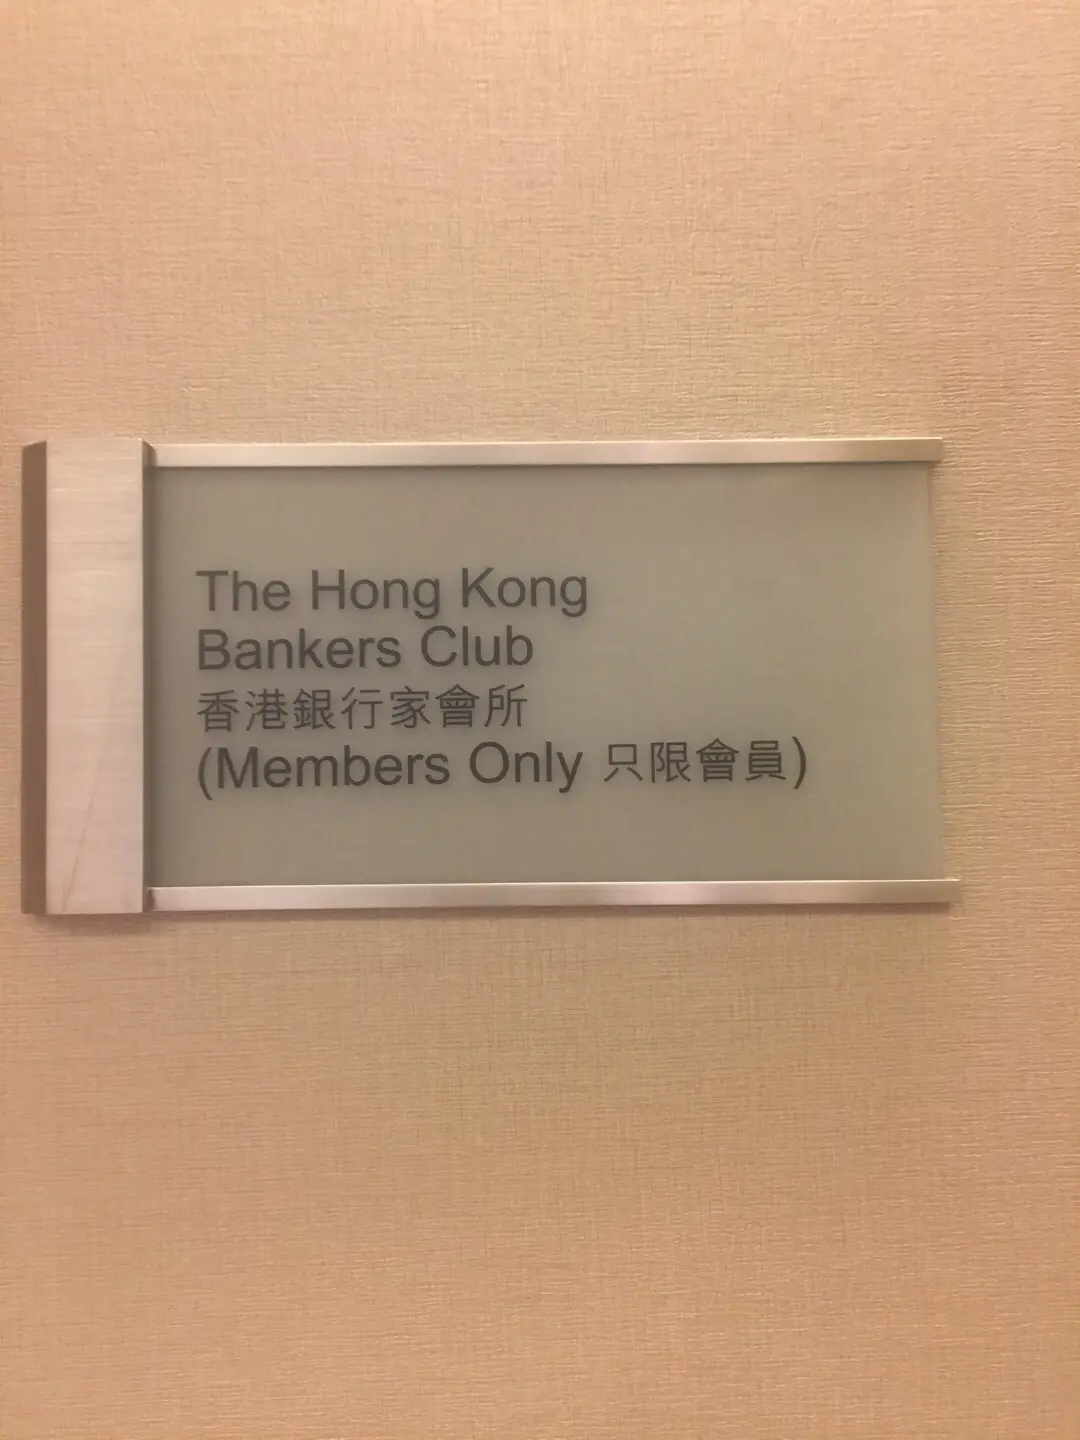 The Hong Kong
Bankers Club
香港銀行家會所
(Members Only 只限會員)